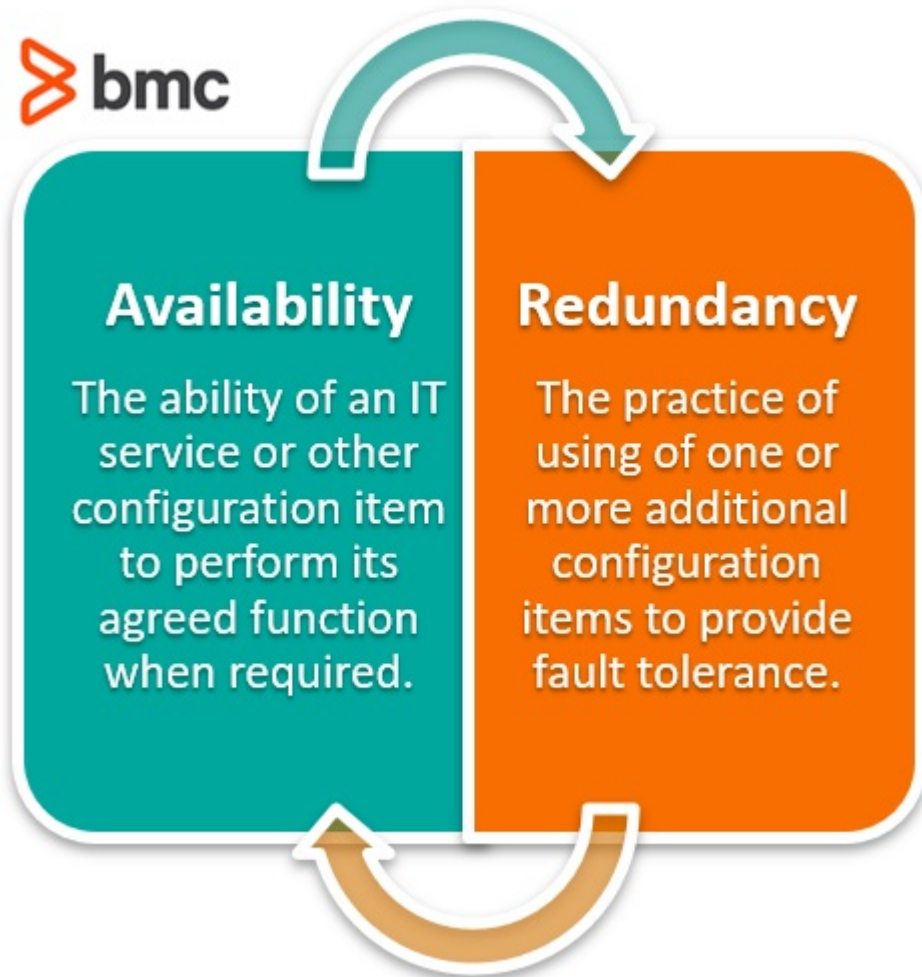 bmc
Availability
The ability of an IT
service or other
configuration item
to perform its
agreed function
when required.
Redundancy
The practice of
using of one or
more additional
configuration
items to provide
fault tolerance.